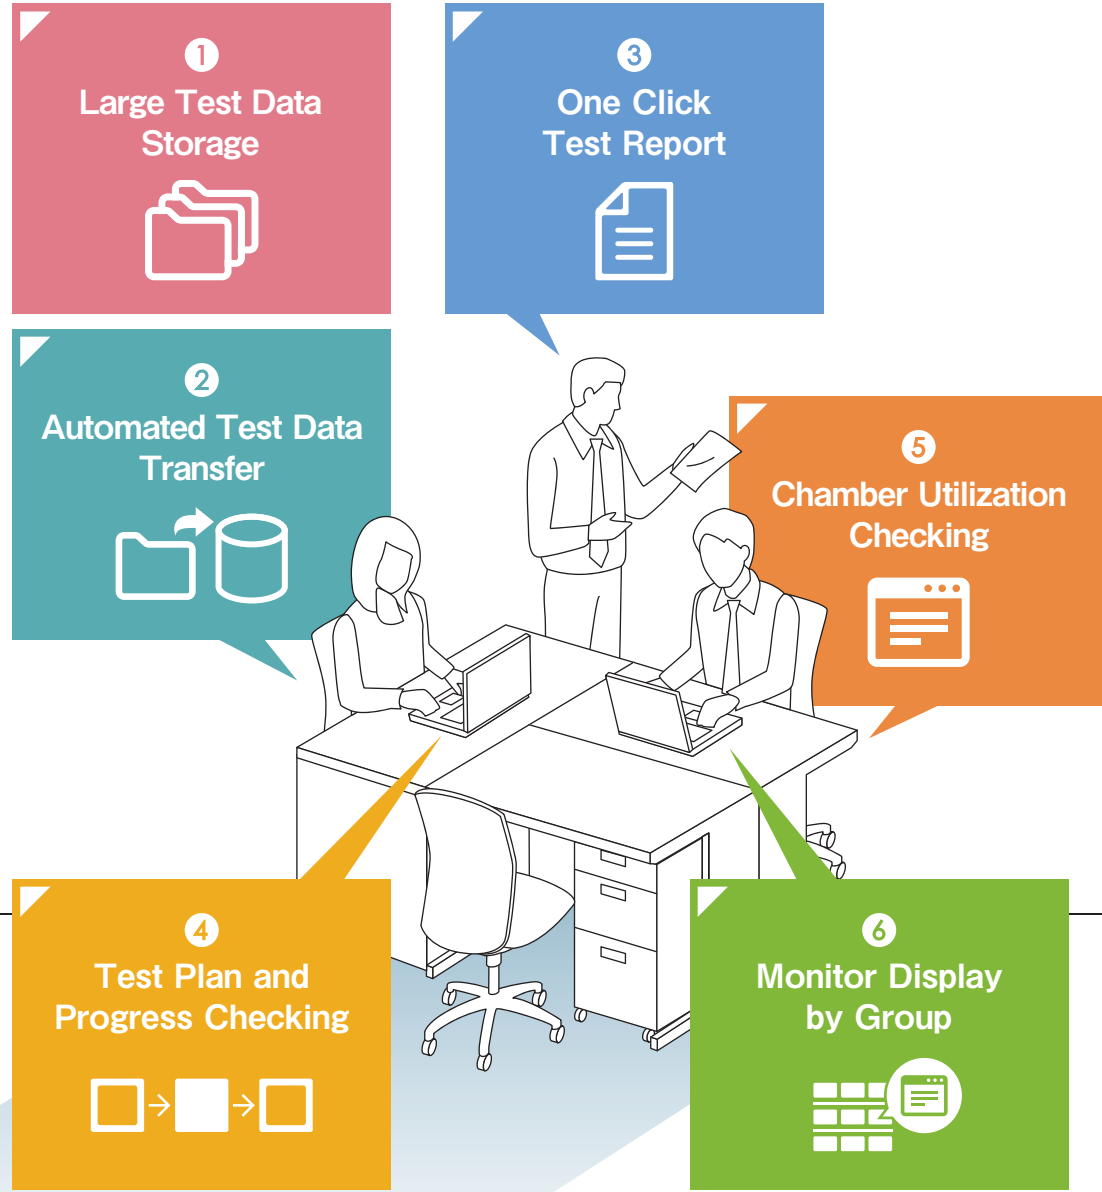 1
Large Test Data
Storage
2
Automated Test Data
Transfer
3
One Click
Test Report
4
Test Plan and
Progress Checking
5
Chamber Utilization
Checking
6
Monitor Display
by Group